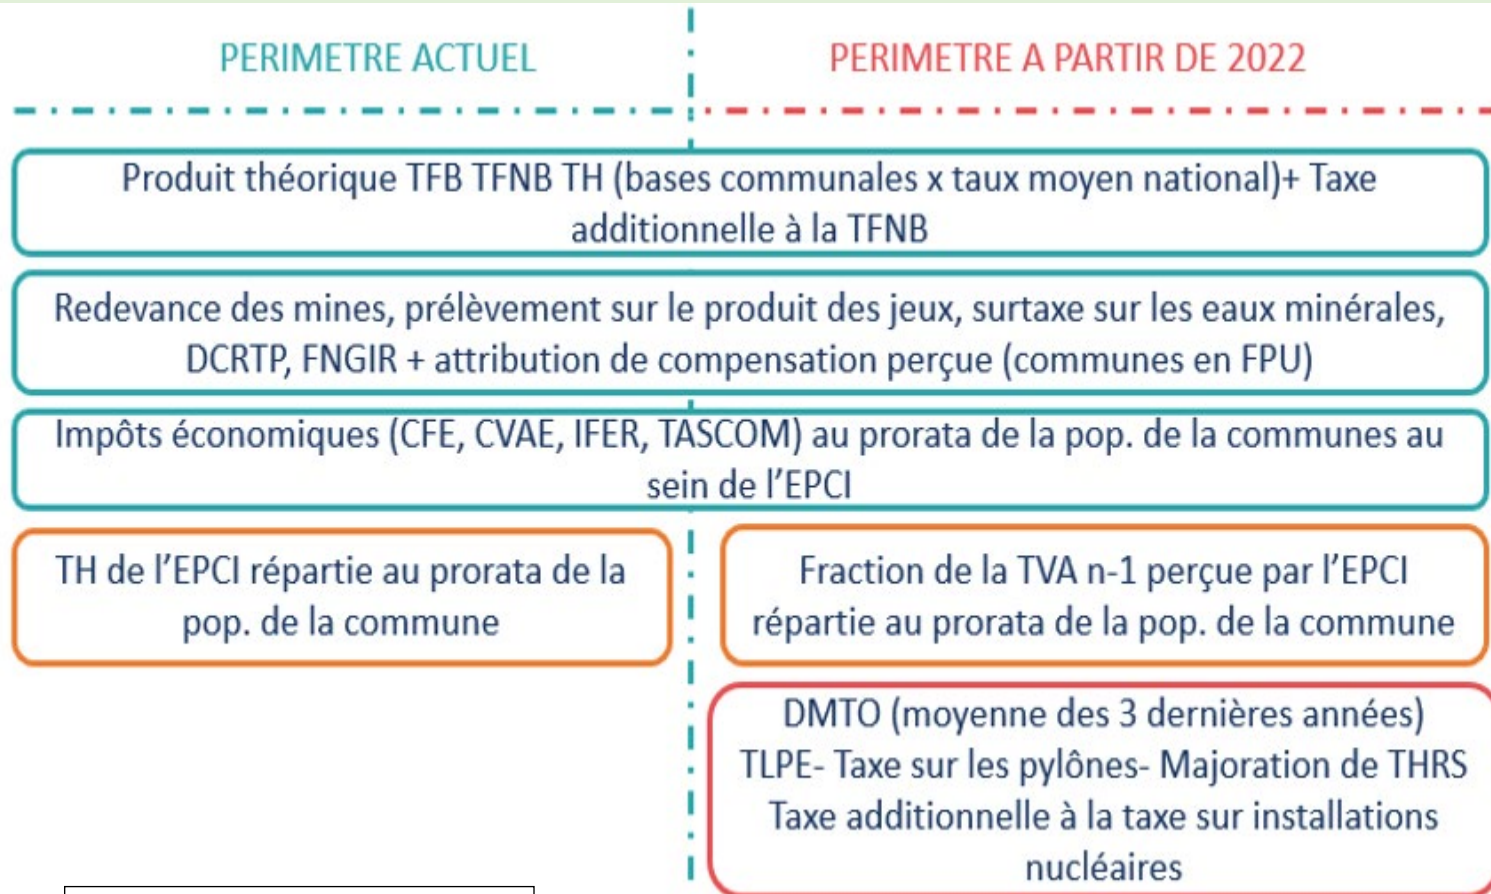 PERIMETRE ACTUEL
PERIMETRE A PARTIR DE 2022
Produit théorique TFB TFNB TH (bases communales x taux moyen national)+ Taxe
additionnelle à la TFNB
Redevance des mines, prélèvement sur le produit des jeux, surtaxe sur les eaux minérales,
DCRTP, FNGIR + attribution de compensation perçue (communes en FPU)
Impôts économiques (CFE, CVAE, IFER, TASCOM) au prorata de la pop. de la communes au
sein de l’EPCI
TH de l’EPCI répartie au prorata de la
pop. de la commune
Fraction de la TVA n-1 perçue par l’EPCI
répartie au prorata de la pop. de la commune
DMTO (moyenne des 3 dernières années)
TLPE- Taxe sur les pylônes- Majoration de THRS
Taxe additionnelle à la taxe sur installations
nucléaires